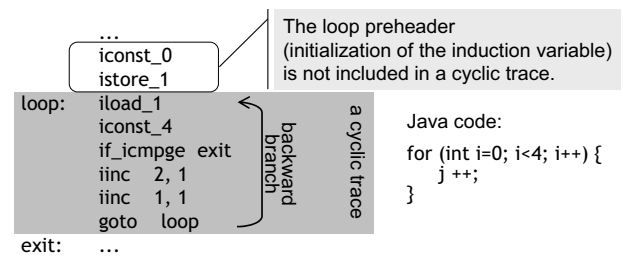 ...
iconst_0
istore_1
The loop preheader
(initialization of the induction variable)
is not included in a cyclic trace.
loop: iload_1
iconst_4
if_icmpge exit
iinc 2, 1
iinc 1, 1
goto loop
exit: ...
backward
branch
a cyclic trace
Java code:
for (int i=0; i<4; i++) {
j ++;
}